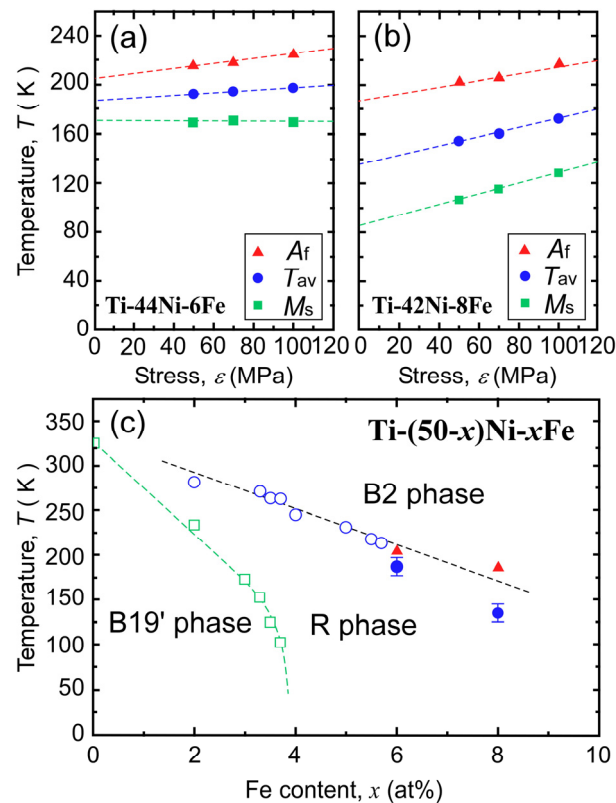 (a)
(b)
Temperature, T ( K )
240
200
160
120
80
40
0
Af
Tav
Ms
Af
Tav
Ms
Ti-44Ni-6Fe
Ti-42Ni-8Fe
0 20 40 60 80 100 120
0 20 40 60 80 100 120
Stress, ε (MPa)
Stress, ε (MPa)
(c)
Ti-(50-x)Ni-xFe
Temperature, T ( K )
350
300
250
200
150
100
50
0
B2 phase
B19' phase
R phase
0 2 4 6 8 10
Fe content, x (at%)